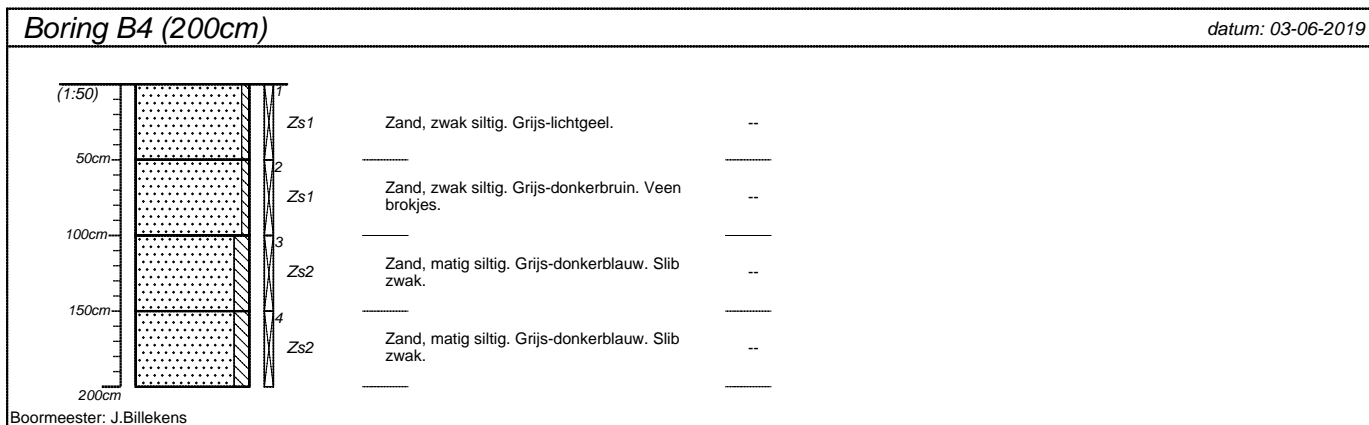 Boring B4 (200cm)
datum: 03-06-2019
(1:50)
1
Zs1
Zand, zwak siltig. Grijs-lichtgeel.
--
50cm
2
Zs1
Zand, zwak siltig. Grijs-donkerbruin. Veen
brokjes.
--
100cm
3
Zs2
Zand, matig siltig. Grijs-donkerblauw. Slib
zwak.
--
150cm
4
Zs2
Zand, matig siltig. Grijs-donkerblauw. Slib
zwak.
--
200cm
Boormeester: J.Billekens